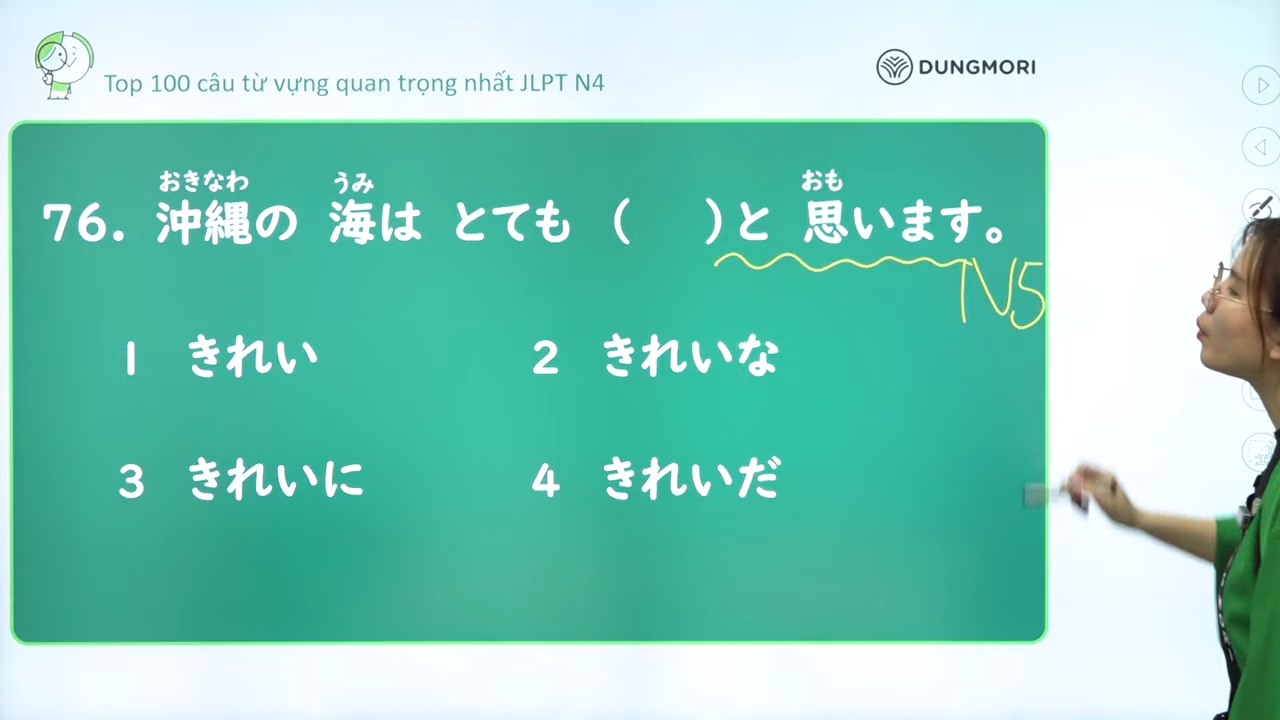 Top 100 câu từ vựng quan trọng nhất JLPT N4
DUNGMORI
おきなわ うみ おも
76. 沖縄の 海は とても ( )と 思います。
N5
1 きれい 2 きれいな
3 きれいに 4 きれいだ